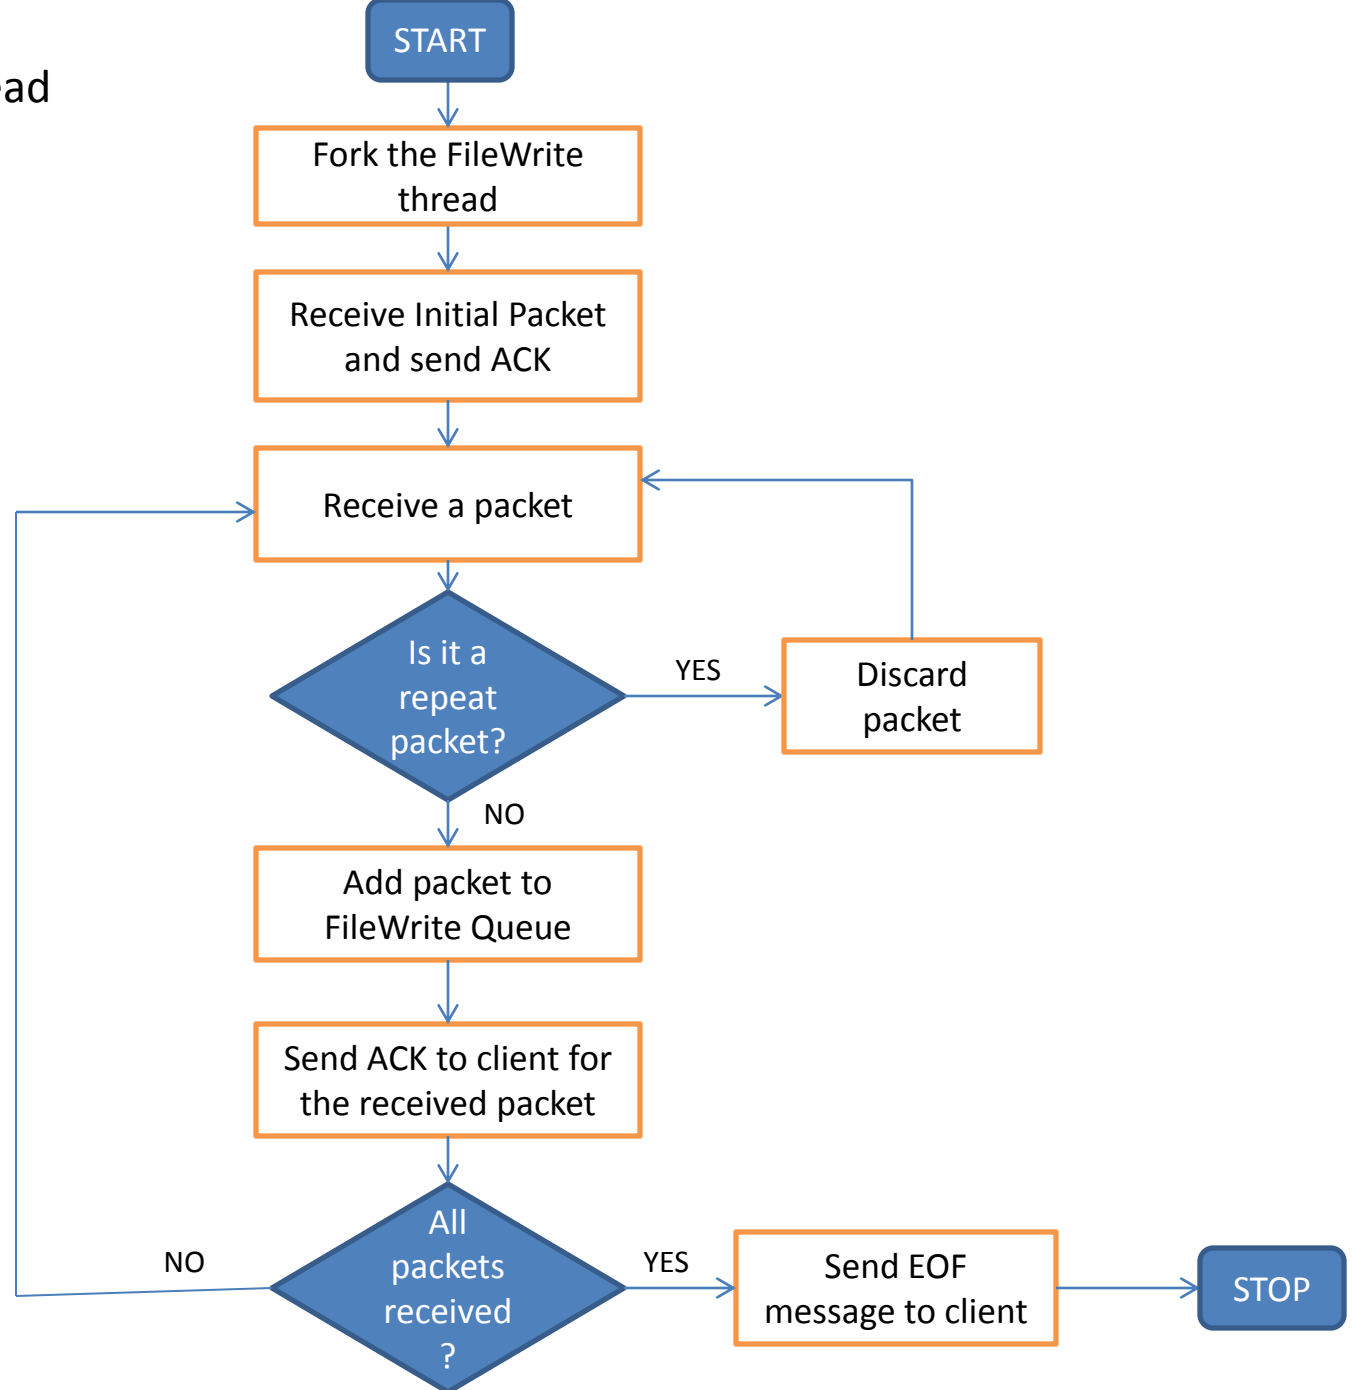 START
ead
Fork the FileWrite
thread
Receive Initial Packet
and send ACK
Receive a packet
Is it a
repeat
packet?
YES
Discard
packet
NO
Add packet to
FileWrite Queue
Send ACK to client for
the received packet
All
packets
received
?
NO
YES
Send EOF
message to client
STOP